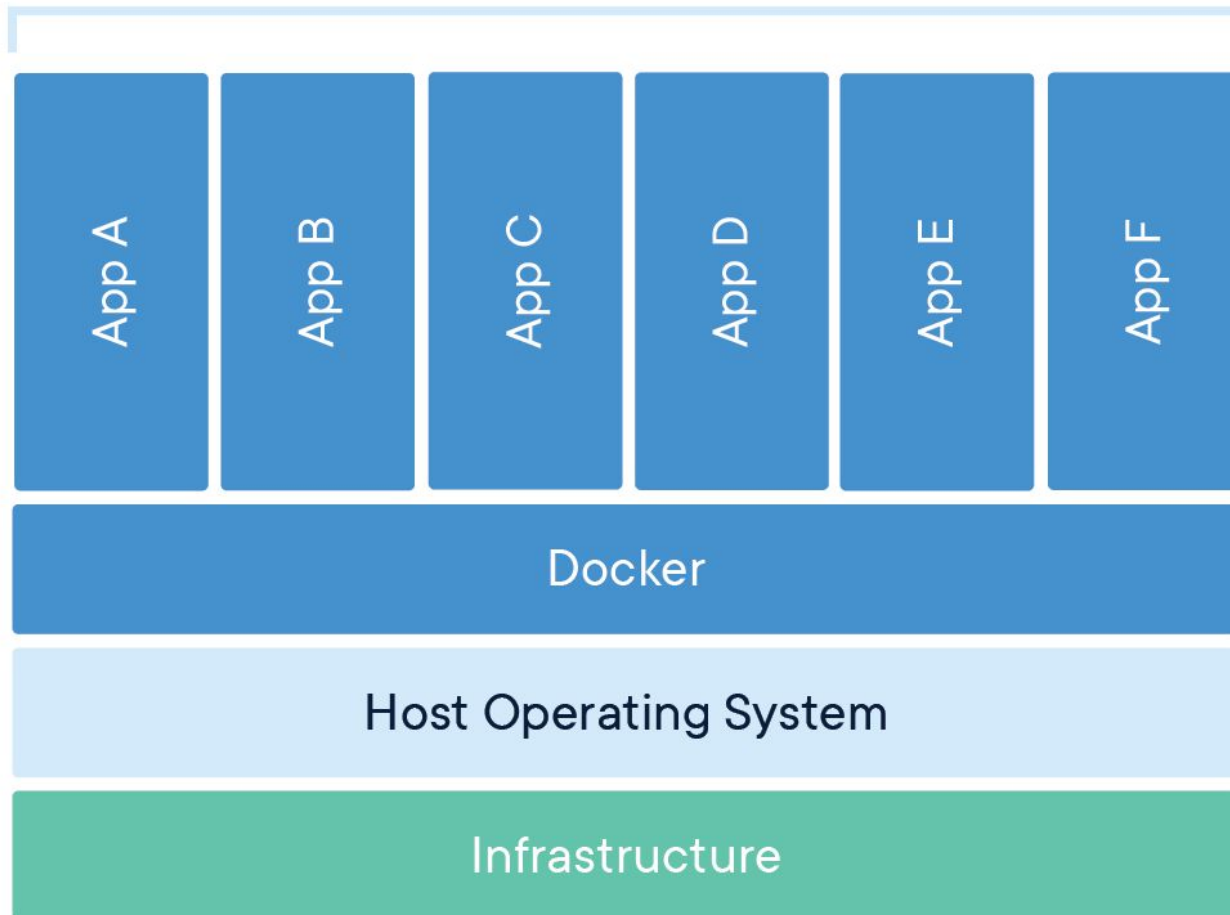 App A
App B
App C
App D
App E
App F
Docker
Host Operating System
Infrastructure